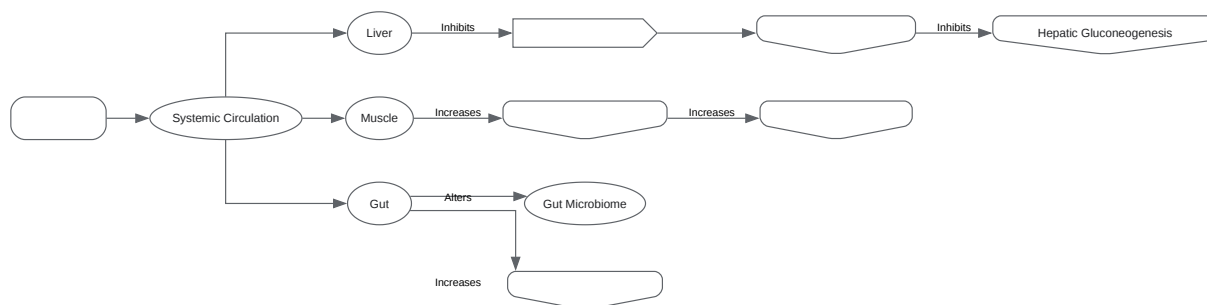 Liver
Inhibits
Inhibits
Hepatic Gluconeogenesis
Systemic Circulation
Muscle
Increases
Increases
Gut
Alters
Gut Microbiome
Increases